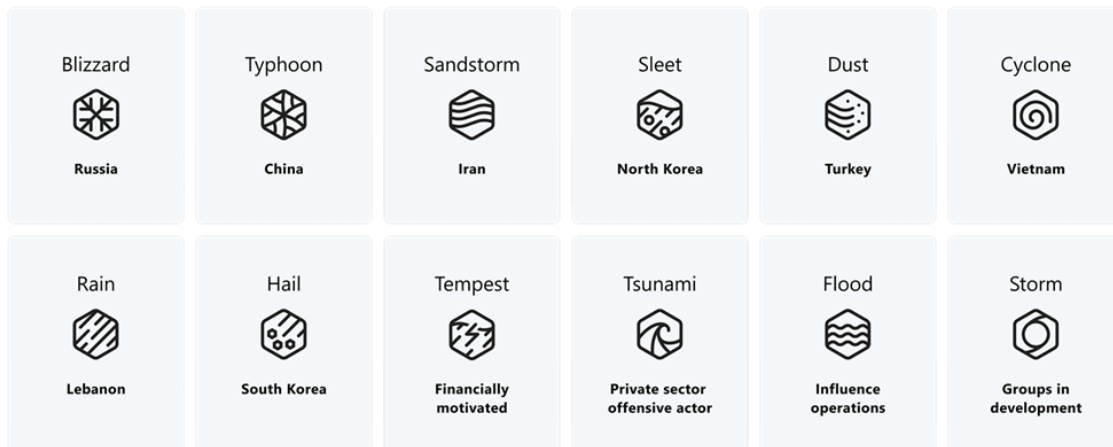 Blizzard
Typhoon
Sandstorm
Sleet
Dust
Cyclone
Russia
China
Iran
North Korea
Turkey
Vietnam
Rain
Hail
Tempest
Tsunami
Flood
Storm
Lebanon
South Korea
Financially
motivated
Private sector
offensive actor
Influence
operations
Groups in
development